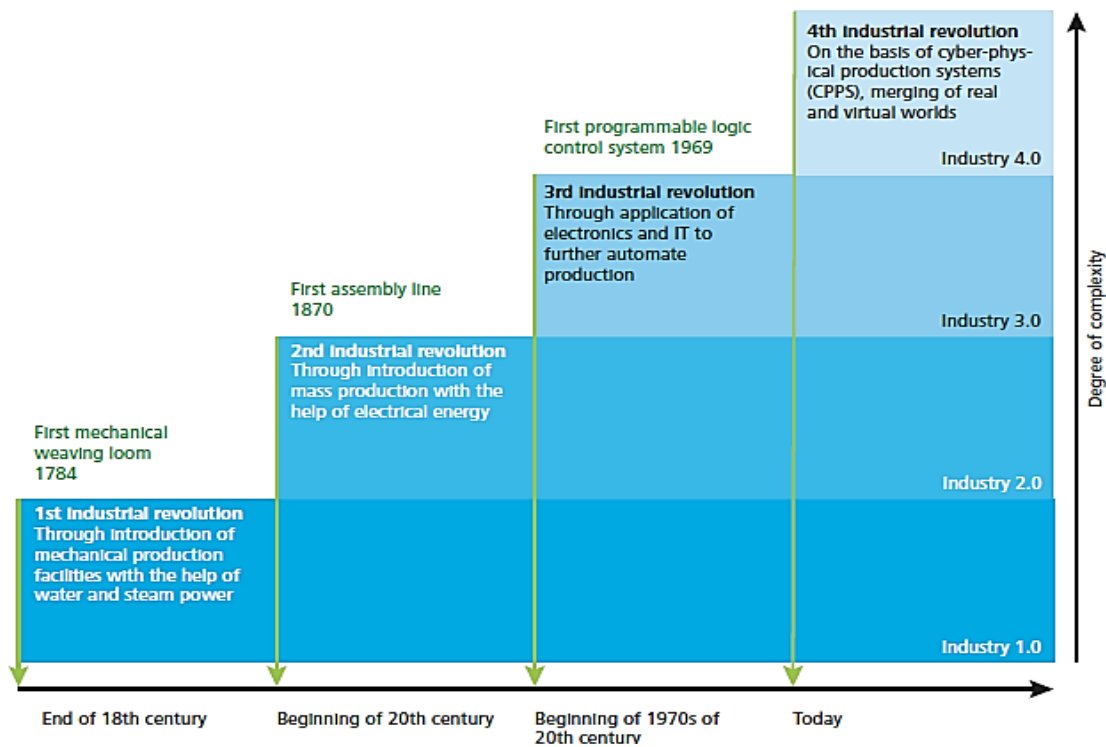 4th industrial revolution
On the basis of cyber-phys-
ical production systems
(CPPS), merging of real
and virtual worlds
Industry 4.0
First programmable logic
control system 1969
3rd industrial revolution
Through application of
electronics and IT to
further automate
production
Industry 3.0
First assembly line
1870
2nd industrial revolution
Through introduction of
mass production with the
help of electrical energy
Industry 2.0
First mechanical
weaving loom
1784
1st industrial revolution
Through introduction of
mechanical production
facilities with the help of
water and steam power
Industry 1.0
Degree of complexity
End of 18th century
Beginning of 20th century
Beginning of 1970s of
20th century
Today